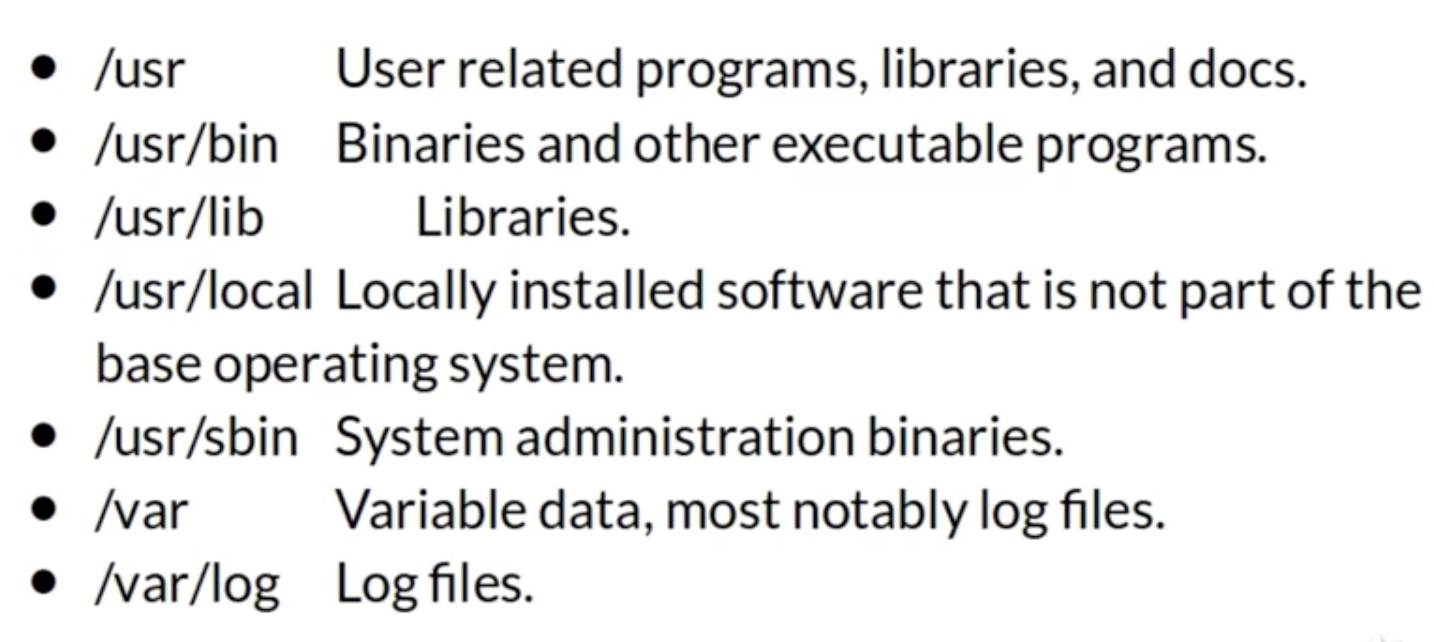 • /usr User related programs, libraries, and docs.
• /usr/bin Binaries and other executable programs.
• /usr/lib Libraries.
• /usr/local Locally installed software that is not part of the
base operating system.
• /usr/sbin System administration binaries.
• /var Variable data, most notably log files.
• /var/log Log files.